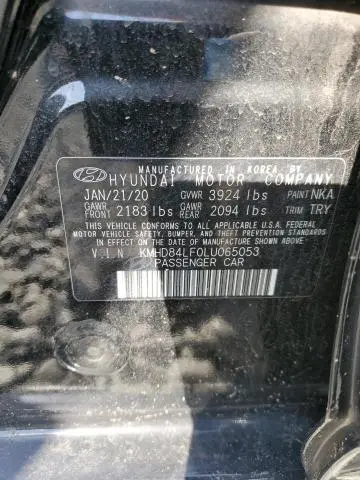 MANUFACTURED IN KOREA BY
HYUNDAI MOTOR COMPANY
JAN/21/20 GVWR 3924 lbs PAINT NKA
GAWR FRONT 2183 lbs GAWR REAR 2094 lbs TRIM TRY
THIS VEHICLE CONFORMS TO ALL APPLICABLE U.S.A FEDERAL
MOTOR VEHICLE SAFETY, BUMPER, AND THEFT PREVENTION STANDARDS
IN EFFECT ON THE DATE OF MANUFACTURE SHOWN ABOVE.
V.I.N KMHD84LF0LU065053
PASSENGER CAR